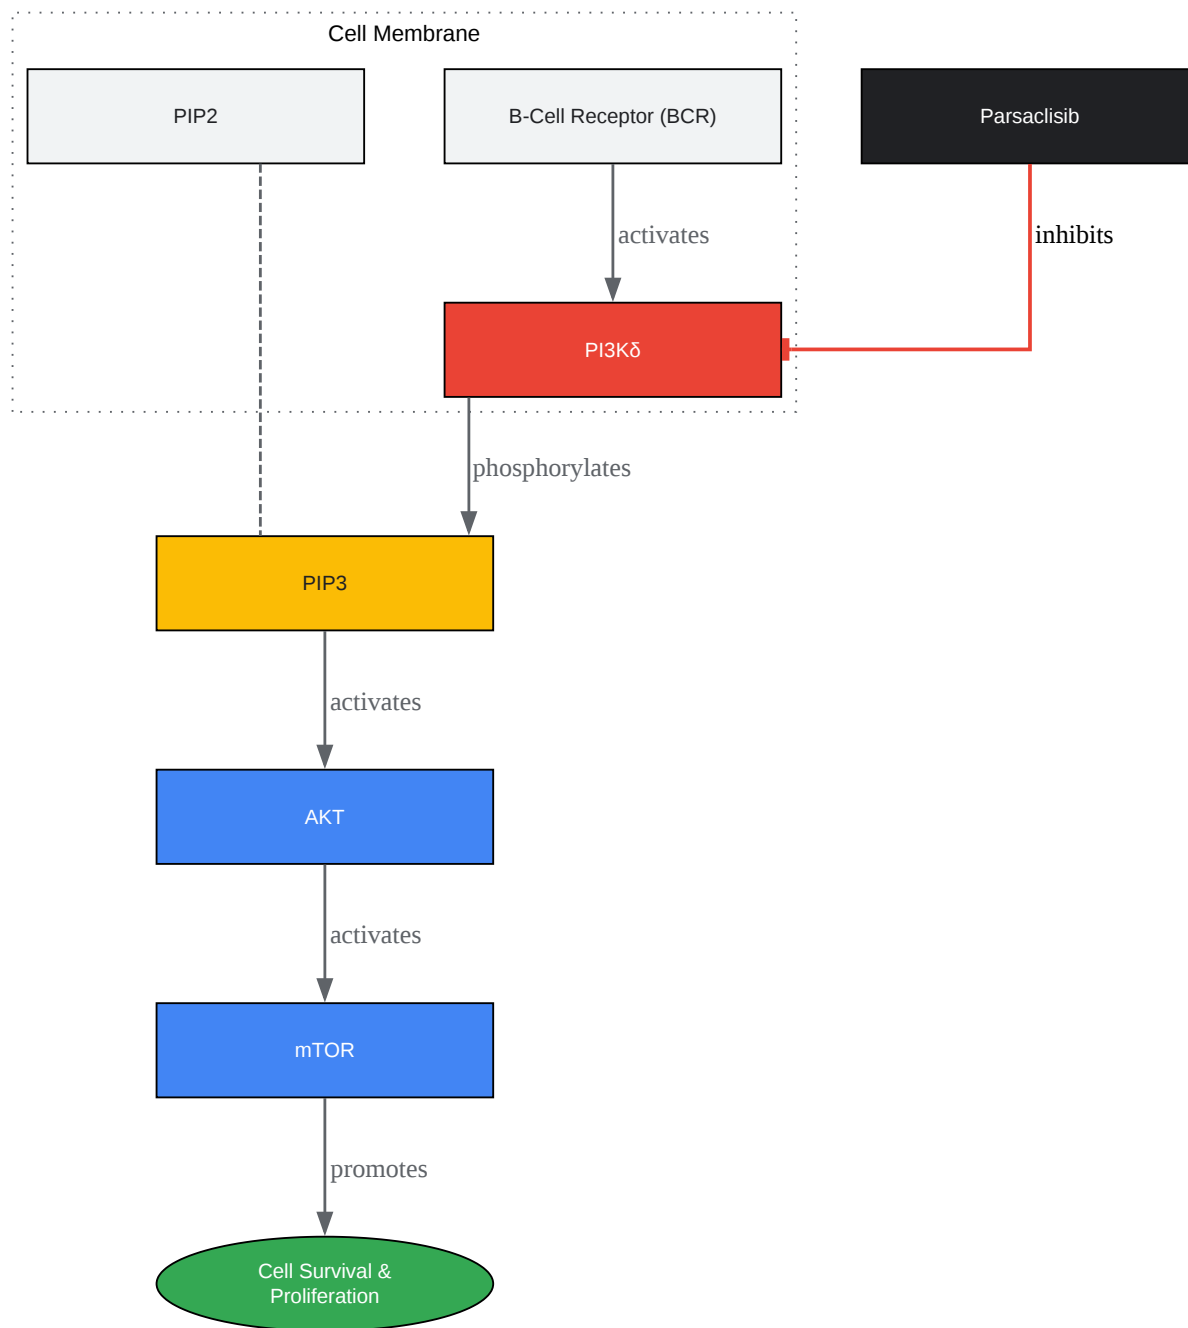 Cell Membrane
PIP2
B-Cell Receptor (BCR)
Parsaclisib
activates
inhibits
PI3Kδ
phosphorylates
PIP3
activates
AKT
activates
mTOR
promotes
Cell Survival &
Proliferation